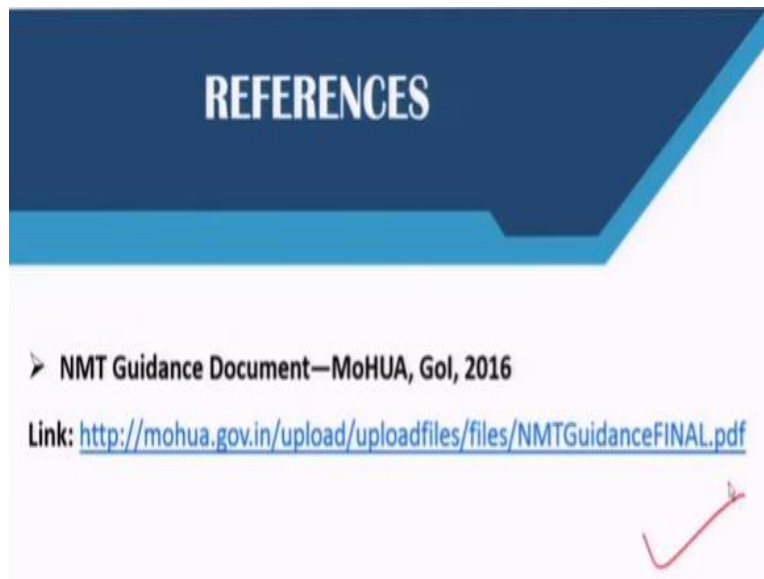 REFERENCES
➢ NMT Guidance Document—MoHUA, GoI, 2016
Link: http://mohua.gov.in/upload/uploadfiles/files/NMTGuidanceFINAL.pdf